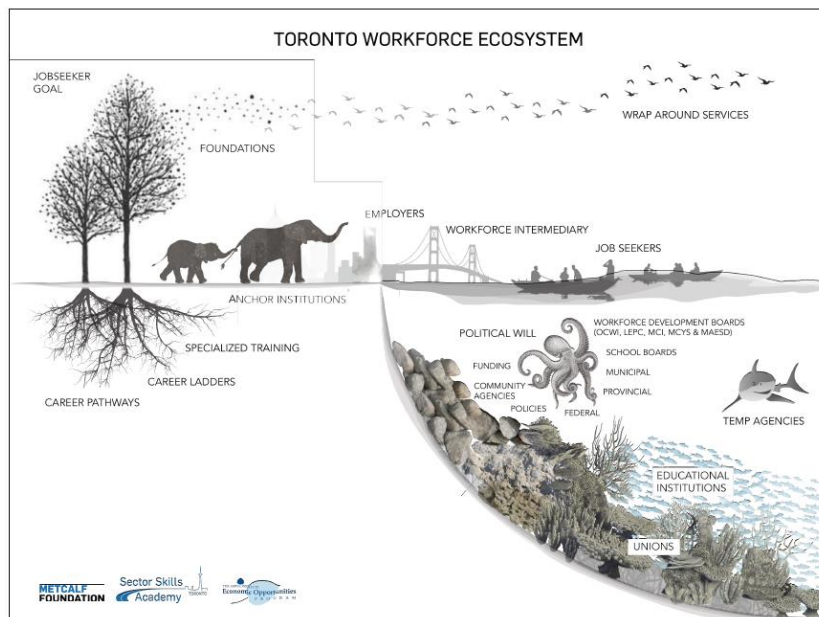 TORONTO WORKFORCE ECOSYSTEM
JOBSEEKER
GOAL
WRAP AROUND SERVICES
FOUNDATIONS
EMPLOYERS
WORKFORCE INTERMEDIARY
JOB SEEKERS
ANCHOR INSTITUTIONS
POLITICAL WILL
WORKFORCE DEVELOPMENT BOARDS
(OCWI, LEPC, MCI, MCYS & MAESD)
SPECIALIZED TRAINING
SCHOOL BOARDS
FUNDING
MUNICIPAL
CAREER LADDERS
COMMUNITY
AGENCIES
PROVINCIAL
CAREER PATHWAYS
POLICIES
FEDERAL
TEMP AGENCIES
EDUCATIONAL
INSTITUTIONS
UNIONS
METCALF
FOUNDATION
Sector Skills
Academy
TORONTO
Economic Opportunities
PROGRAM